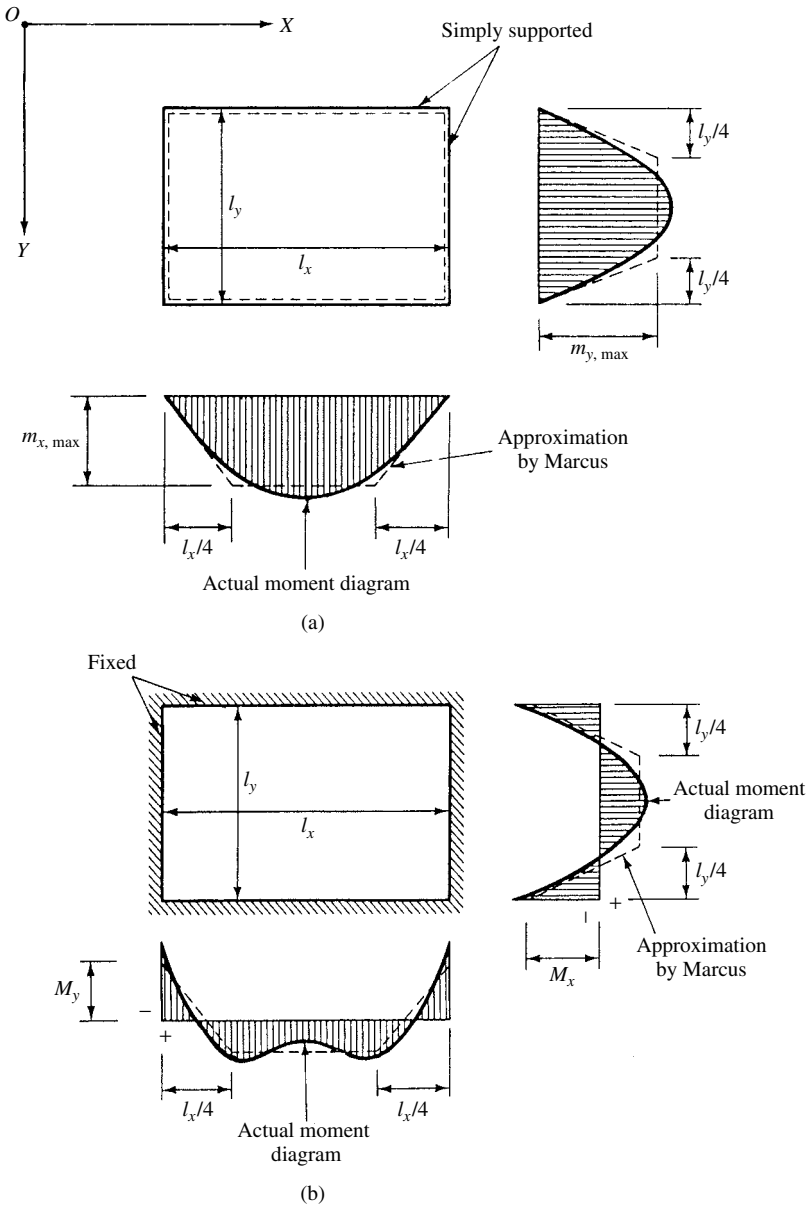 O
X
Simply supported
l_y/4
l_y
Y
l_x
l_y/4
m_{y, max}
m_{x, max}
Approximation
by Marcus
l_x/4
l_x/4
Actual moment diagram
(a)
Fixed
l_y/4
l_y
Actual moment
diagram
l_x
l_y/4
− +
Approximation
by Marcus
M_x
M_y
−
+
l_x/4
l_x/4
Actual moment
diagram
(b)